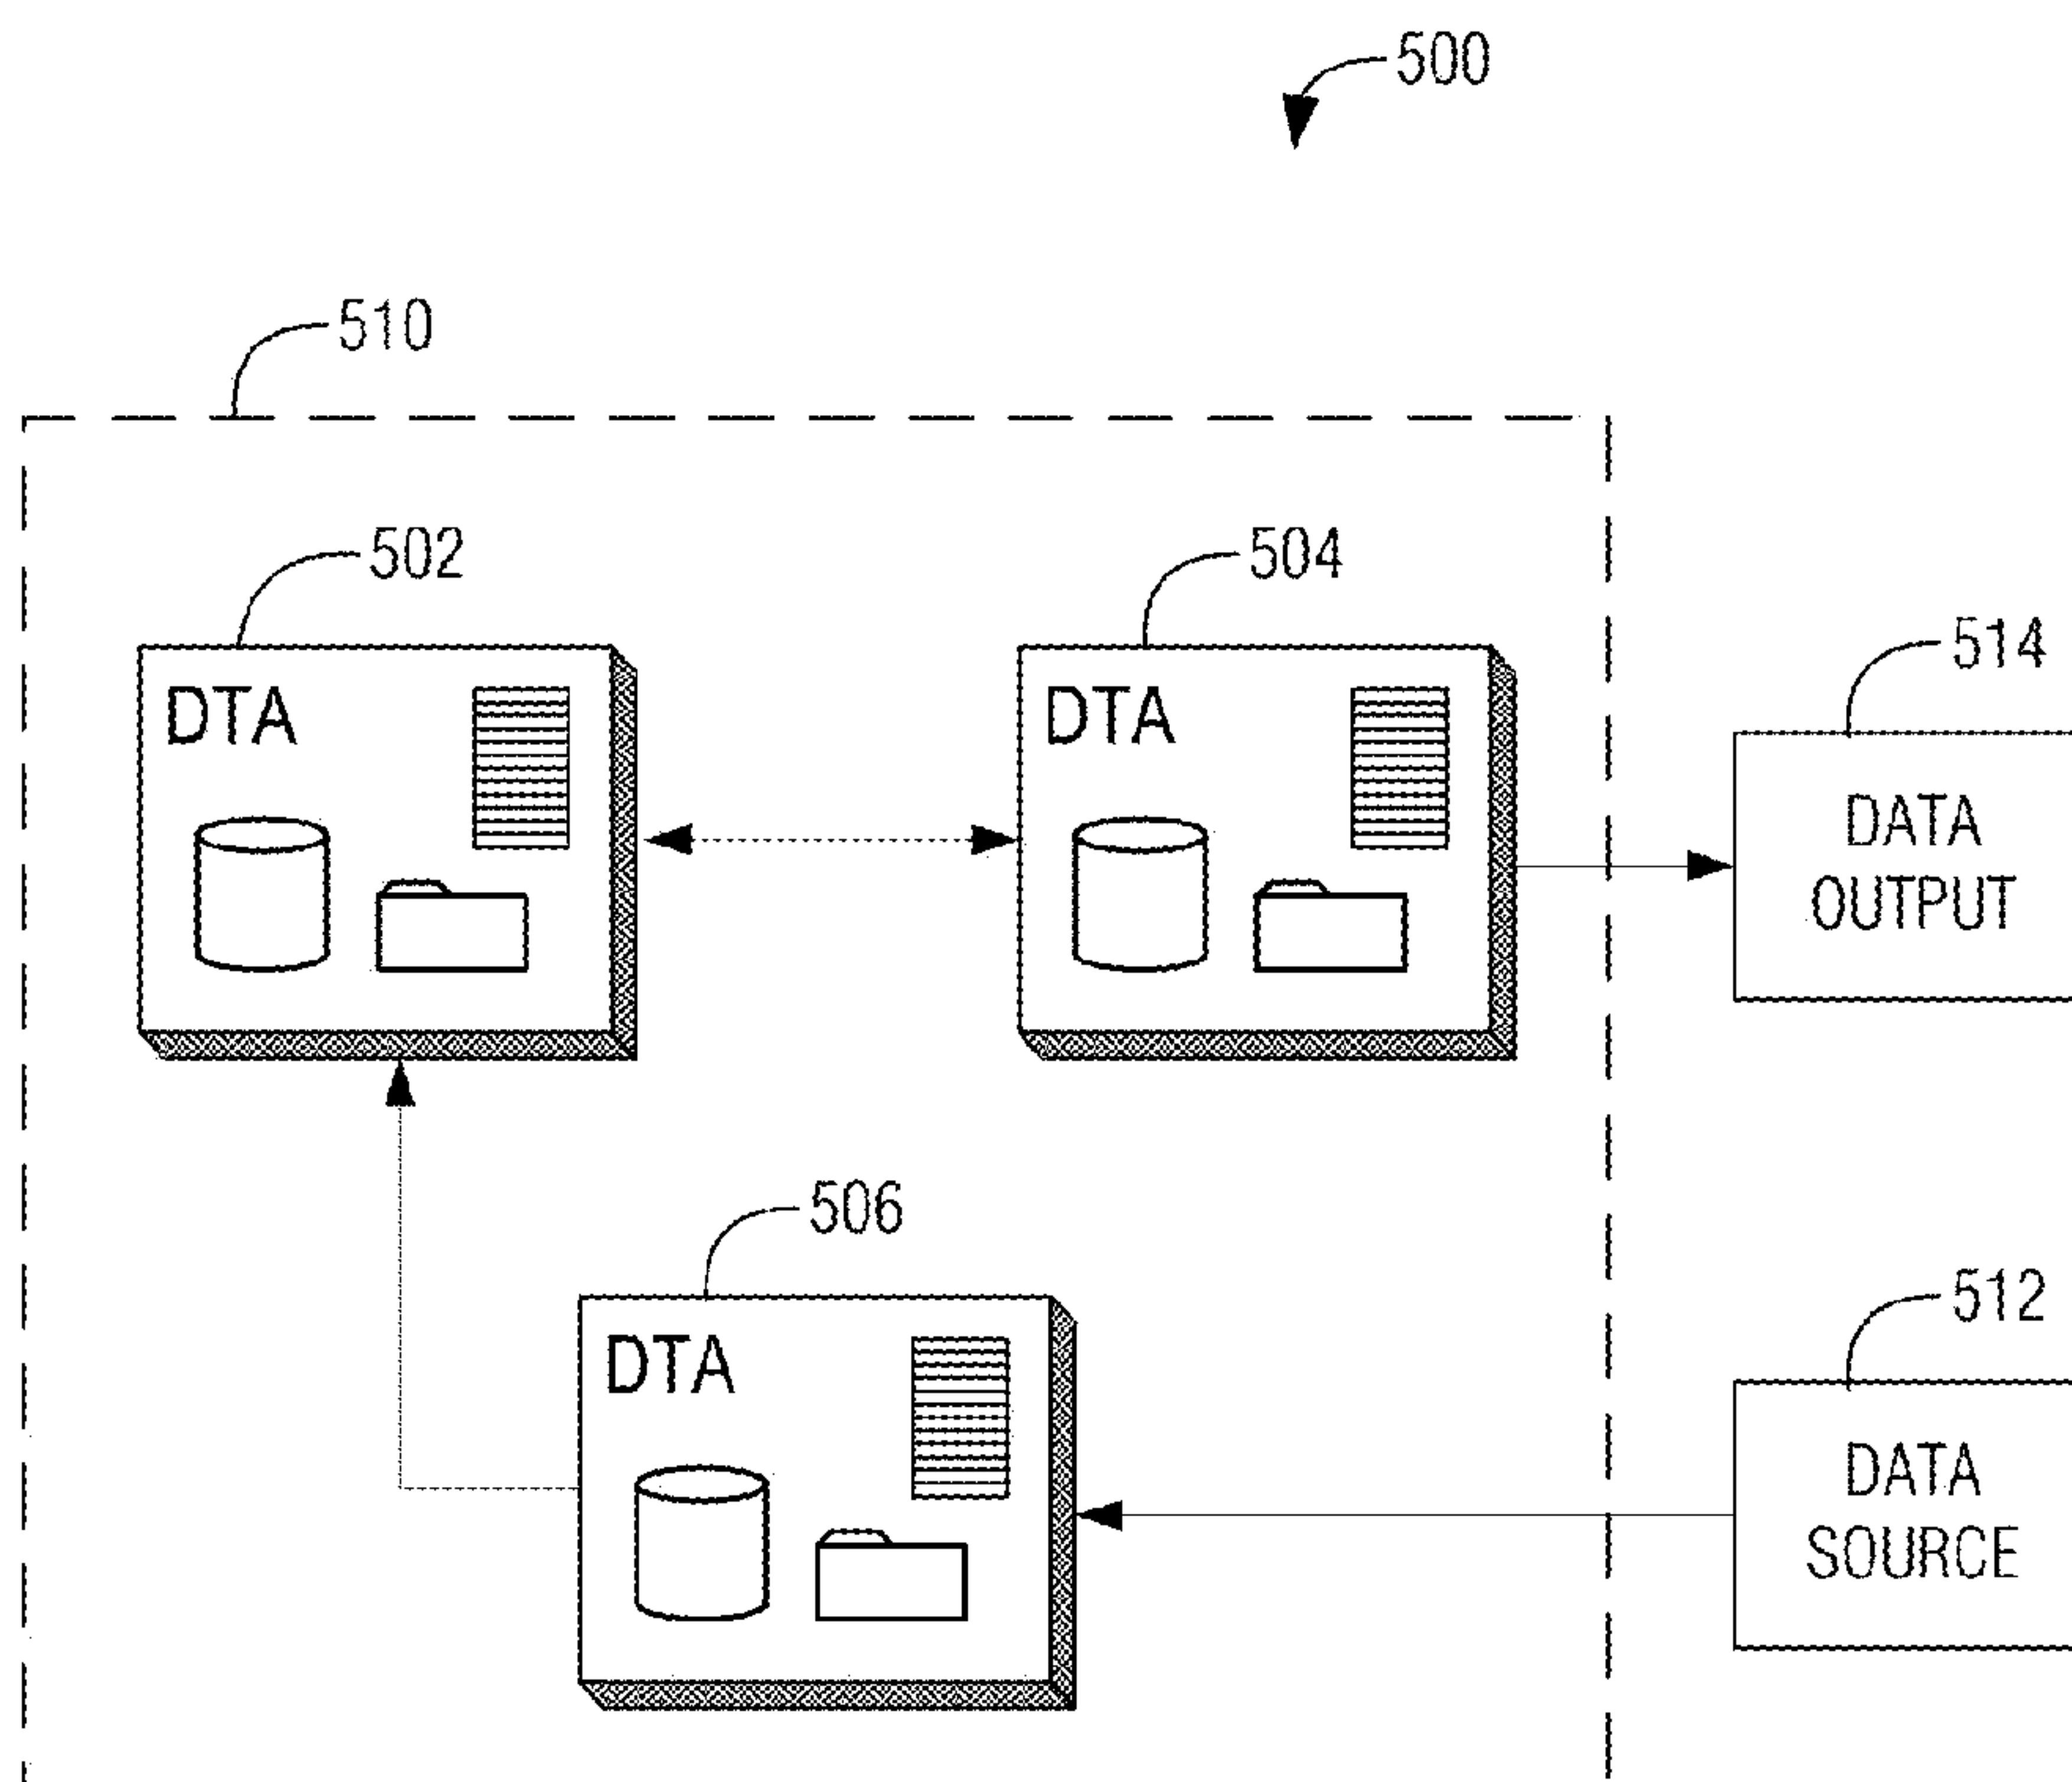 500
510
502
504
514
DTA
DTA
DATA
OUTPUT
506
512
DTA
DATA
SOURCE